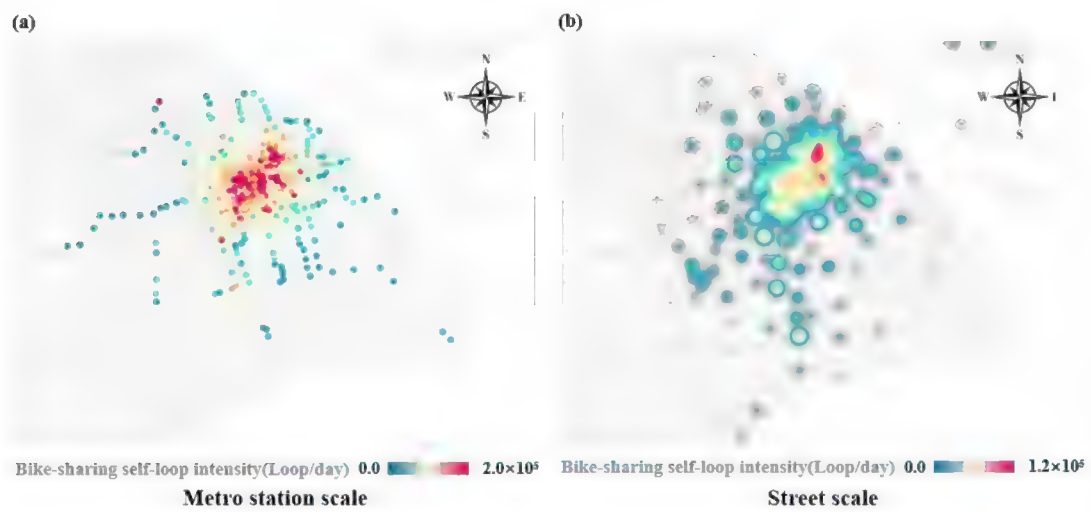 (a)
(b)
N
W E
S
N
W
S
Bike-sharing self-loop intensity(Loop/day) 0.0 2.0×10⁵
Bike-sharing self-loop intensity(Loop/day) 0.0 1.2×10⁶
Metro station scale
Street scale